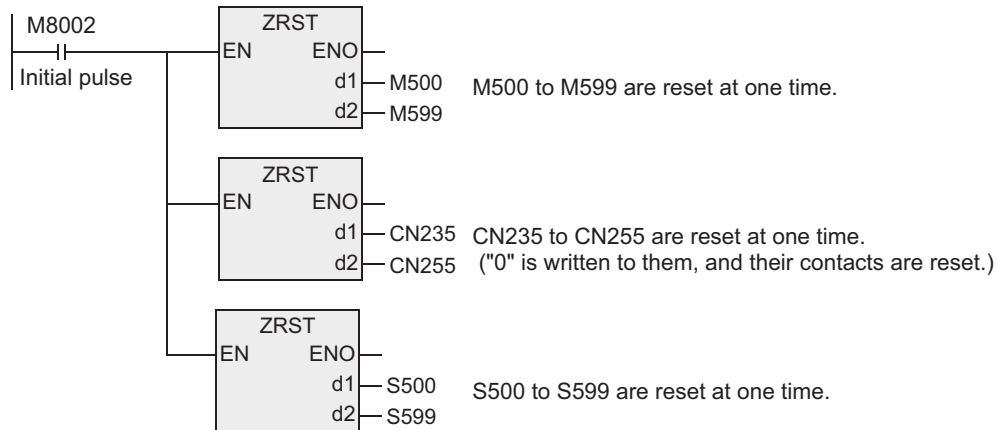 M8002
Initial pulse
ZRST
EN ENO
d1 M500 M500 to M599 are reset at one time.
d2 M599
ZRST
EN ENO
d1 CN235 CN235 to CN255 are reset at one time.
d2 CN255 ("0" is written to them, and their contacts are reset.)
ZRST
EN ENO
d1 S500 S500 to S599 are reset at one time.
d2 S599